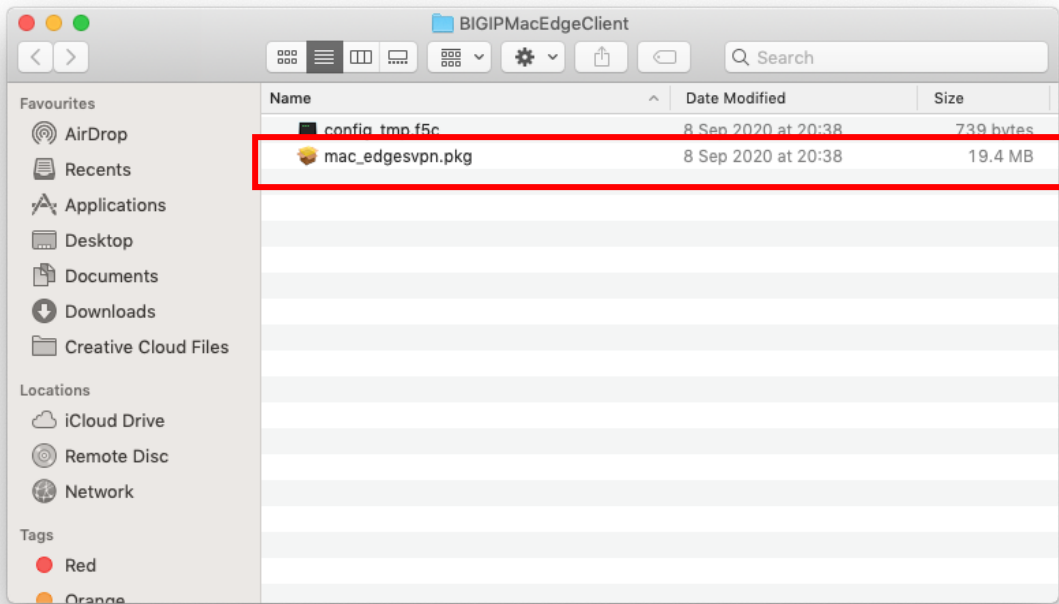 BIGIPMacEdgeClient
Search
Favourites
AirDrop
Recents
Applications
Desktop
Documents
Downloads
Creative Cloud Files
Locations
iCloud Drive
Remote Disc
Network
Tags
Red
Orange
Name Date Modified Size
config_tmp.f5c 8 Sep 2020 at 20:38 739 bytes
mac_edgesvpn.pkg 8 Sep 2020 at 20:38 19.4 MB